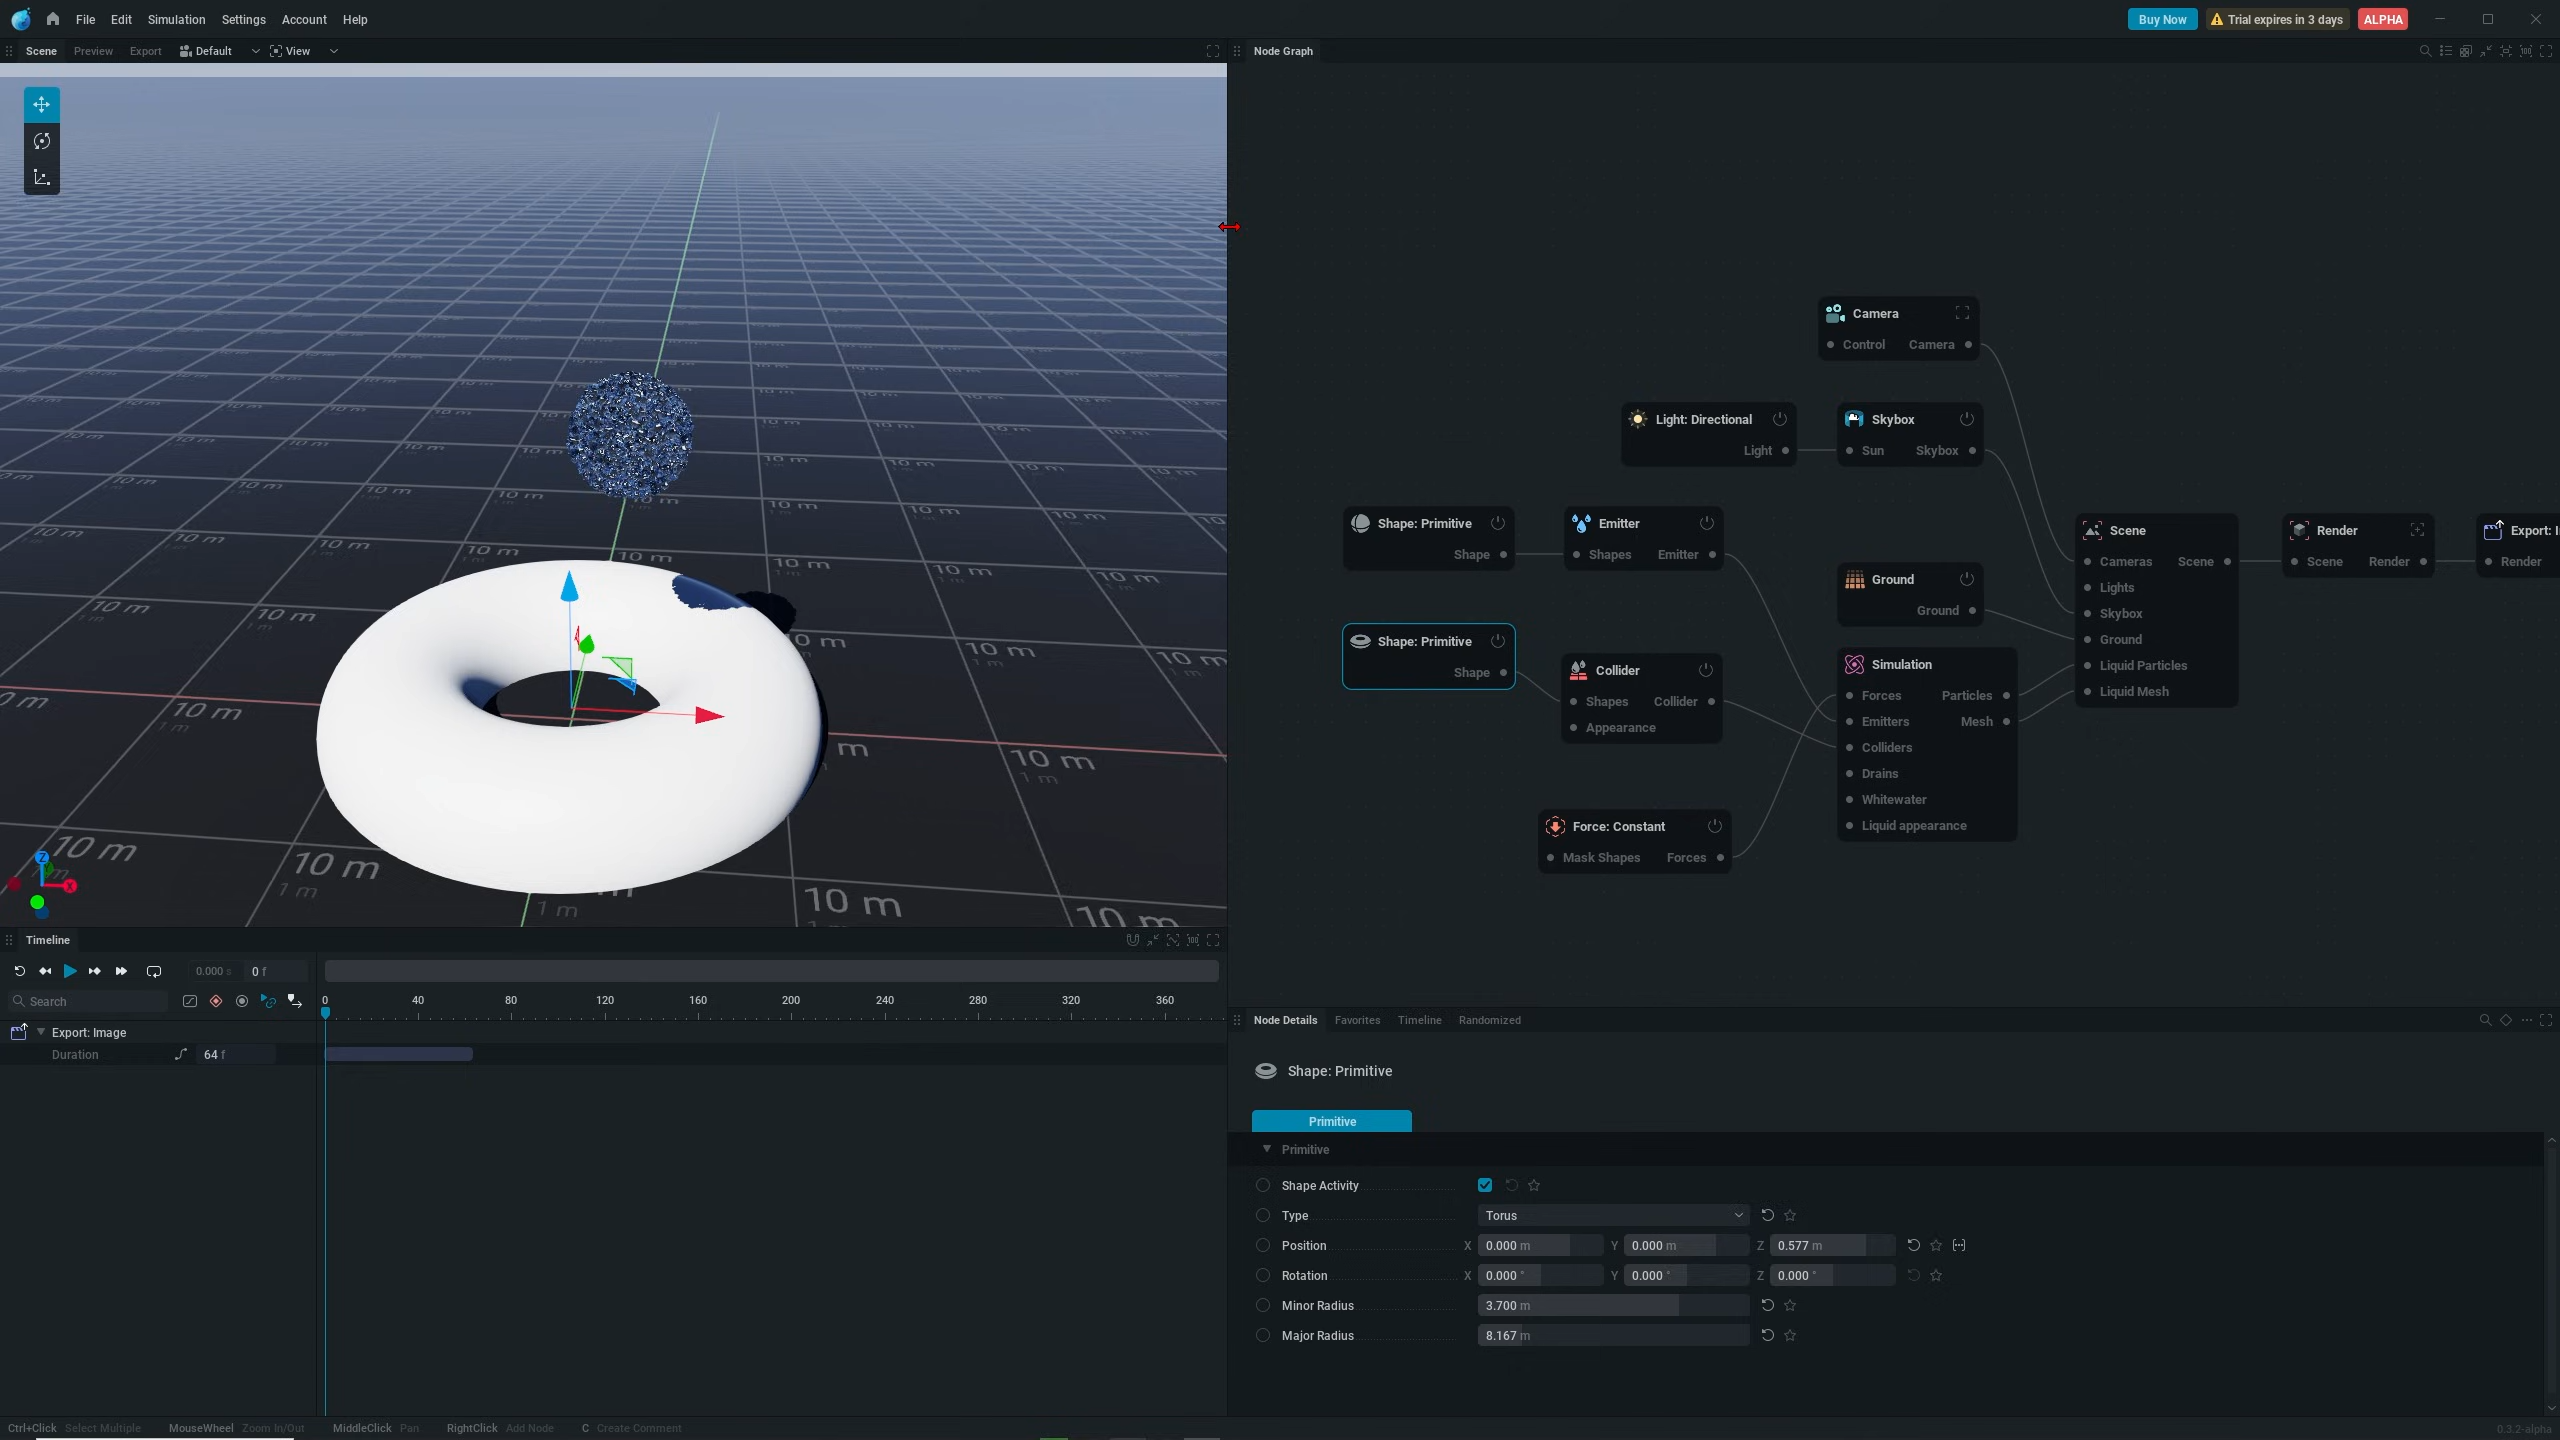 File Edit Simulation Settings Account Help
Buy Now Trial expires in 3 days ALPHA
Scene Preview Export Default View
10 m
1 m
Z
X
Timeline
0.000 s 0 f
Search
0 40 80 120 160 200 240 280 320 360
Export: Image
Duration 64 f
Node Graph
Camera
Control Camera
Light: Directional
Light
Skybox
Sun Skybox
Shape: Primitive
Shape
Emitter
Shapes Emitter
Ground
Ground
Shape: Primitive
Shape
Collider
Shapes Collider
Appearance
Simulation
Forces Particles
Emitters Mesh
Colliders
Drains
Whitewater
Liquid appearance
Force: Constant
Mask Shapes Forces
Scene
Cameras Scene
Lights
Skybox
Ground
Liquid Particles
Liquid Mesh
Render
Scene Render
Export: I
Render
Node Details Favorites Timeline Randomized
Shape: Primitive
Primitive
Primitive
Shape Activity
Type Torus
Position X 0.000 m Y 0.000 m Z 0.577 m
Rotation X 0.000 ° Y 0.000 ° Z 0.000 °
Minor Radius 3.700 m
Major Radius 8.167 m
Ctrl+Click Select Multiple MouseWheel Zoom In/Out MiddleClick Pan RightClick Add Node C Create Comment
0.3.2-alpha